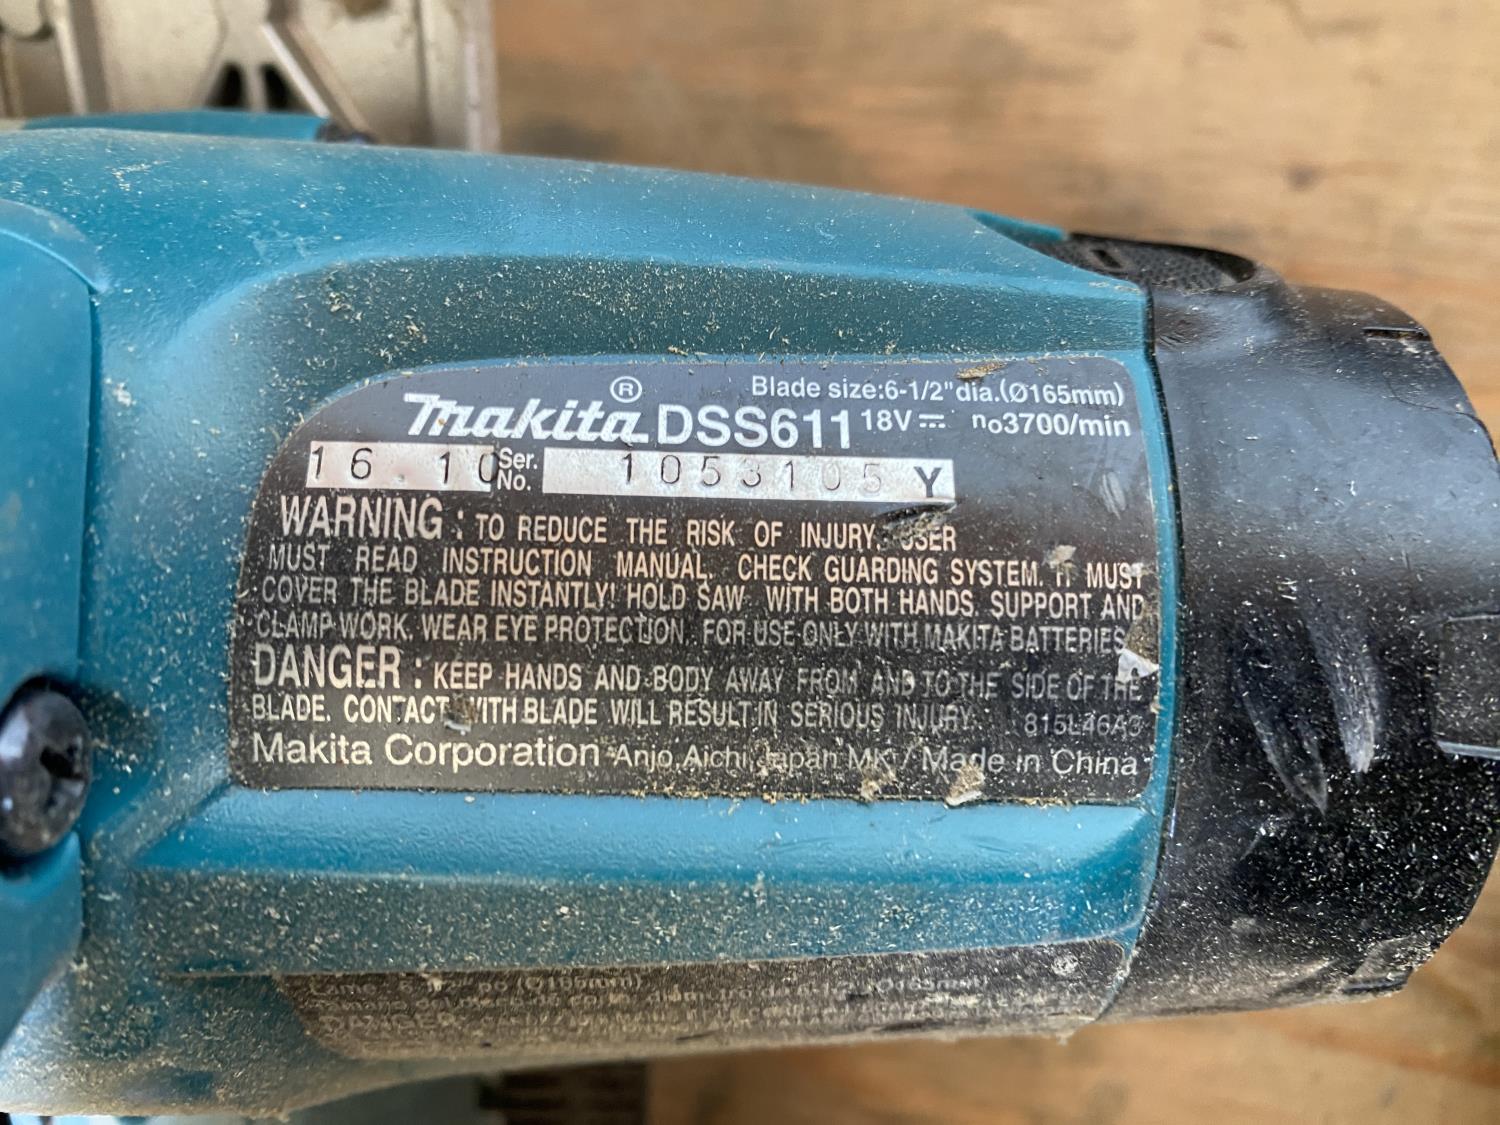 Blade size:6-1/2"dia.(Ø165mm)
makita® DSS611 18V⎓ n₀3700/min
16 10 Ser. No. 1053105 Y
WARNING : TO REDUCE THE RISK OF INJURY. USER
MUST READ INSTRUCTION MANUAL. CHECK GUARDING SYSTEM. IT MUST
COVER THE BLADE INSTANTLY! HOLD SAW WITH BOTH HANDS. SUPPORT AND
CLAMP WORK. WEAR EYE PROTECTION. FOR USE ONLY WITH MAKITA BATTERIES.
DANGER : KEEP HANDS AND BODY AWAY FROM AND TO THE SIDE OF THE
BLADE. CONTACT WITH BLADE WILL RESULT IN SERIOUS INJURY. 815L46A3
Makita Corporation Anjo, Aichi, Japan MK / Made in China
(Ø165mm) (Ø165mm)
DANGER